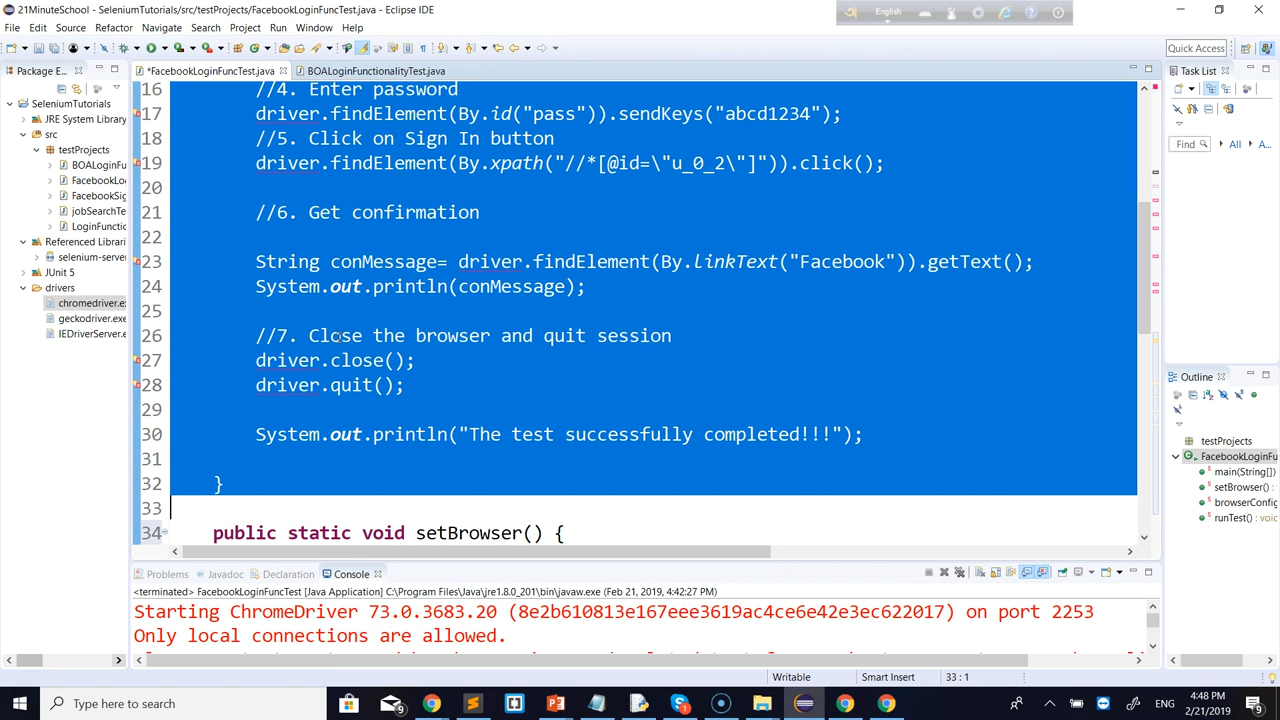 21MinuteSchool - SeleniumTutorials/src/testProjects/FacebookLoginFuncTest.java - Eclipse IDE
English
File Edit Source Refactor Navigate Search Project Run Window Help
Quick Access
Package E...
*FacebookLoginFuncTest.java
BOALoginFunctionalityTest.java
Task List
SeleniumTutorials
JRE System Library
src
testProjects
BOALoginFu
FacebookLo
FacebookSig
jobSearchTe
LoginFunctio
Referenced Librari
selenium-server
JUnit 5
drivers
chromedriver.ex
geckodriver.exe
IEDriverServer.e
16 //4. Enter password
17 driver.findElement(By.id("pass")).sendKeys("abcd1234");
18 //5. Click on Sign In button
19 driver.findElement(By.xpath("//*[@id=\"u_0_2\"]")).click();
20
21 //6. Get confirmation
22
23 String conMessage= driver.findElement(By.linkText("Facebook")).getText();
24 System.out.println(conMessage);
25
26 //7. Close the browser and quit session
27 driver.close();
28 driver.quit();
29
30 System.out.println("The test successfully completed!!!");
31
32 }
33
34 public static void setBrowser() {
Find All A...
Outline
testProjects
FacebookLoginFun
main(String[])
setBrowser() :
browserConfig
runTest() : voi
Problems Javadoc Declaration Console
<terminated> FacebookLoginFuncTest [Java Application] C:\Program Files\Java\jre1.8.0_201\bin\javaw.exe (Feb 21, 2019, 4:42:27 PM)
Starting ChromeDriver 73.0.3683.20 (8e2b610813e167eee3619ac4ce6e42e3ec622017) on port 2253
Only local connections are allowed.
Writable Smart Insert 33 : 1
Type here to search
ENG
4:48 PM
2/21/2019